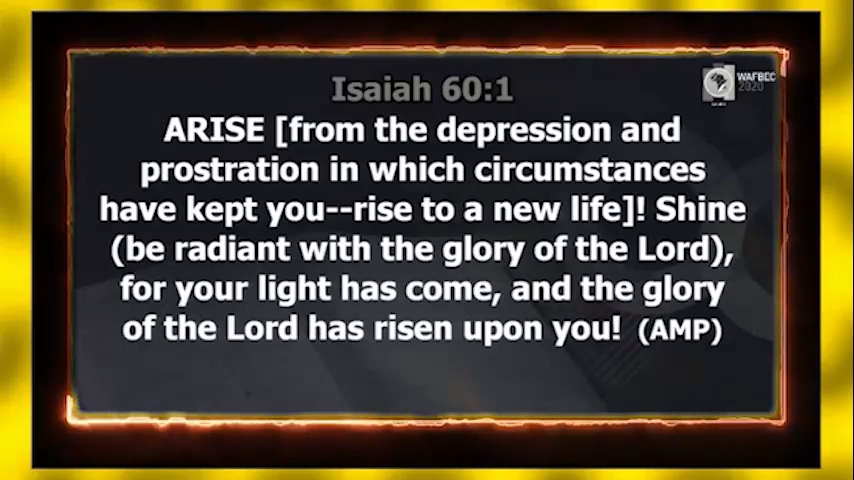 Isaiah 60:1
WAFBEC
2020
ARISE [from the depression and
prostration in which circumstances
have kept you--rise to a new life]! Shine
(be radiant with the glory of the Lord),
for your light has come, and the glory
of the Lord has risen upon you! (AMP)